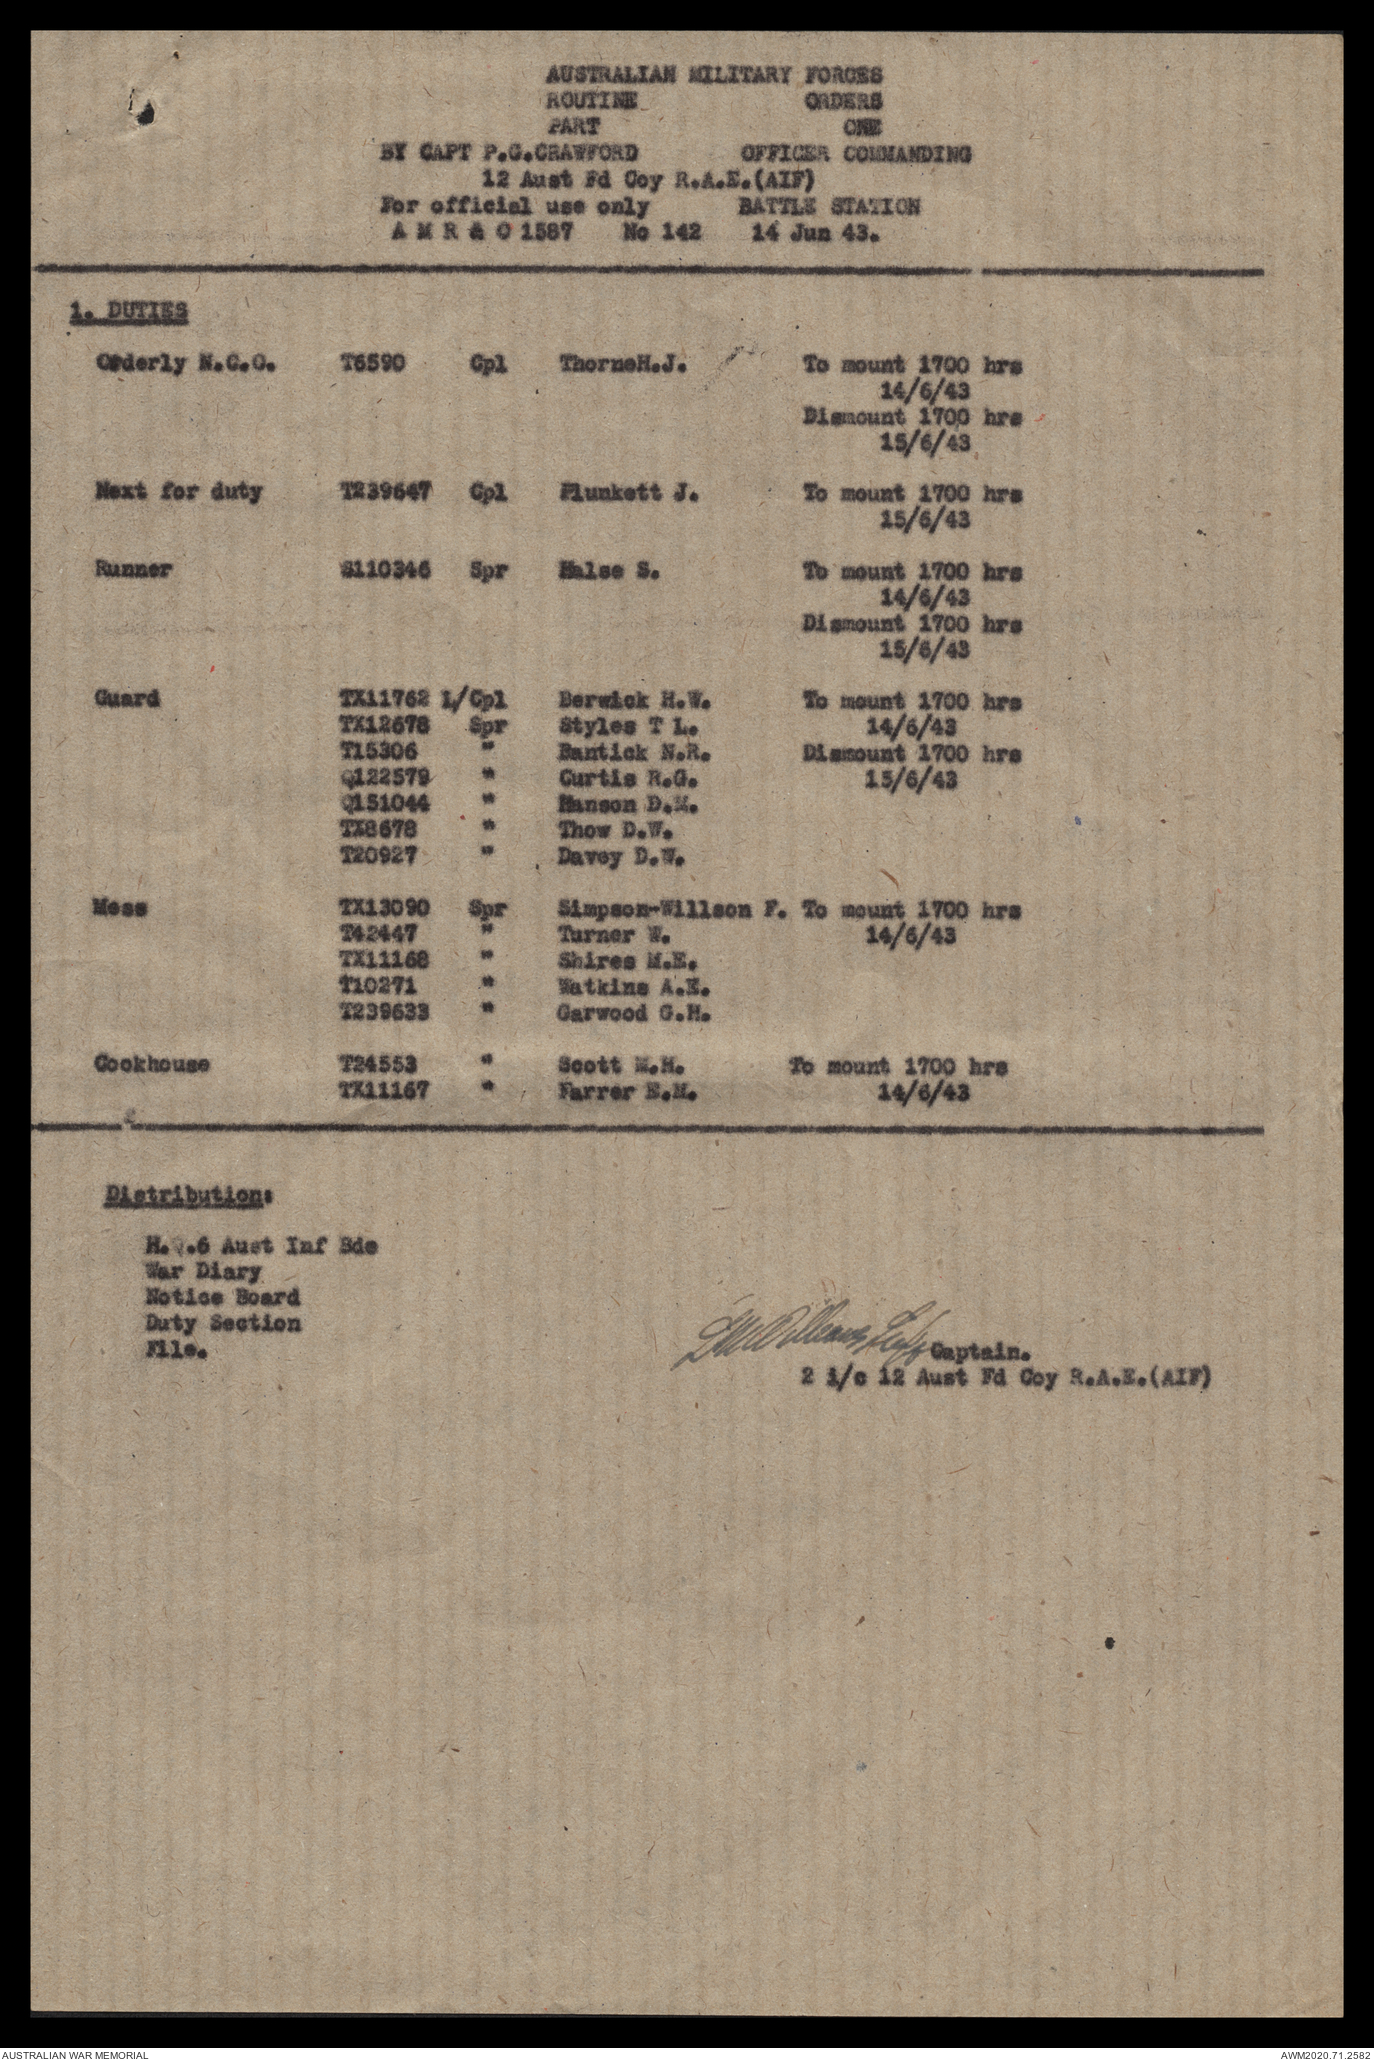 AUSTRALIAN MILITARY FORCES
ROUTINE ORDERS
PART ONE
BY CAPT P.G.CRAWFORD OFFICER COMMANDING
12 Aust Fd Coy R.A.E.(AIF)
For official use only BATTLE STATION
A M R & O 1587 No 142 14 Jun 43.
1. DUTIES
Orderly N.C.O. T6590 Cpl ThorneH.J. To mount 1700 hrs
14/6/43
Dismount 1700 hrs
15/6/43
Next for duty T239647 Cpl Plunkett J. To mount 1700 hrs
15/6/43
Runner S110346 Spr Halse S. To mount 1700 hrs
14/6/43
Dismount 1700 hrs
15/6/43
Guard TX11762 L/Cpl Berwick H.W. To mount 1700 hrs
TX12678 Spr Styles T L. 14/6/43
T15306 " Bantick N.R. Dismount 1700 hrs
Q122579 " Curtis R.G. 15/6/43
Q151044 " Hanson D.M.
TX8678 " Thow D.W.
T20927 " Davey D.W.
Mess TX13090 Spr Simpson-Willson F. To mount 1700 hrs
T42447 " Turner W. 14/6/43
TX11168 " Shires M.E.
T10271 " Watkins A.E.
T239633 " Garwood G.H.
Cookhouse T24553 " Scott W.H. To mount 1700 hrs
TX11167 " Farrer E.M. 14/6/43
Distribution:
H.Q.6 Aust Inf Bde
War Diary
Notice Board
Duty Section
File.
Captain.
2 i/c 12 Aust Fd Coy R.A.E.(AIF)
AUSTRALIAN WAR MEMORIAL AWM2020.71.2582